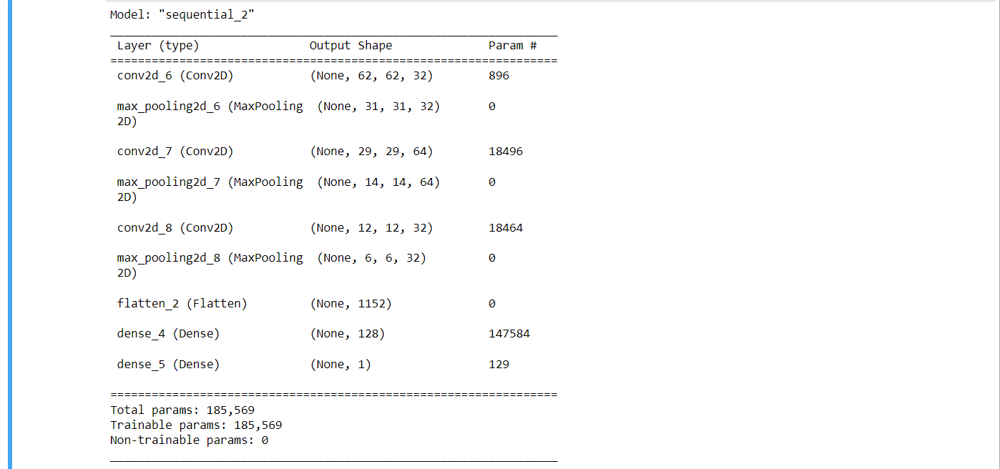 Model: "sequential_2"
_________________________________________________________________
Layer (type)                Output Shape              Param #
=================================================================
conv2d_6 (Conv2D)           (None, 62, 62, 32)        896
max_pooling2d_6 (MaxPooling  (None, 31, 31, 32)       0
2D)
conv2d_7 (Conv2D)           (None, 29, 29, 64)        18496
max_pooling2d_7 (MaxPooling  (None, 14, 14, 64)       0
2D)
conv2d_8 (Conv2D)           (None, 12, 12, 32)        18464
max_pooling2d_8 (MaxPooling  (None, 6, 6, 32)         0
2D)
flatten_2 (Flatten)         (None, 1152)              0
dense_4 (Dense)             (None, 128)               147584
dense_5 (Dense)             (None, 1)                 129
=================================================================
Total params: 185,569
Trainable params: 185,569
Non-trainable params: 0
_________________________________________________________________